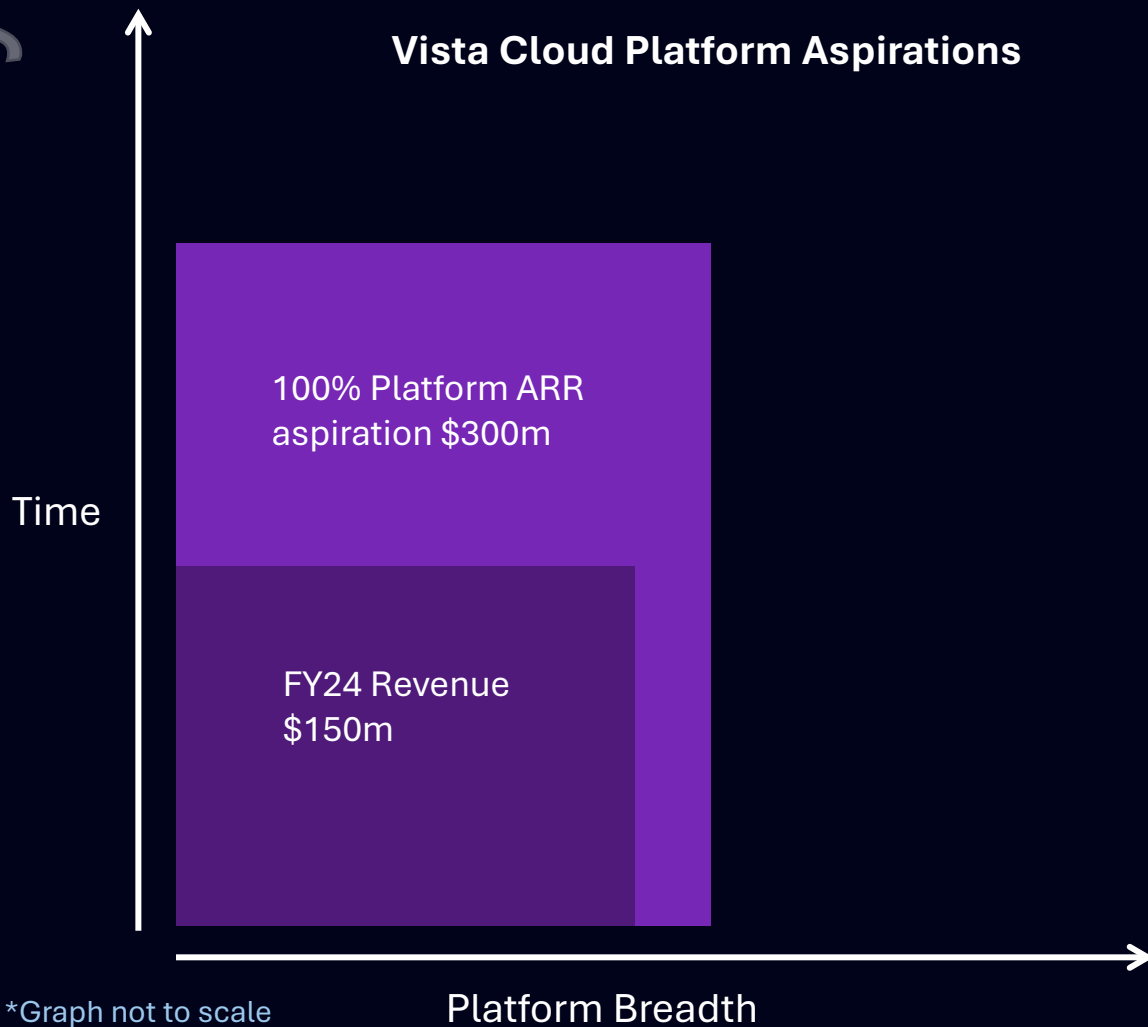 Vista Cloud Platform Aspirations
100% Platform ARR
aspiration $300m
Time
FY24 Revenue
$150m
Platform Breadth
*Graph not to scale